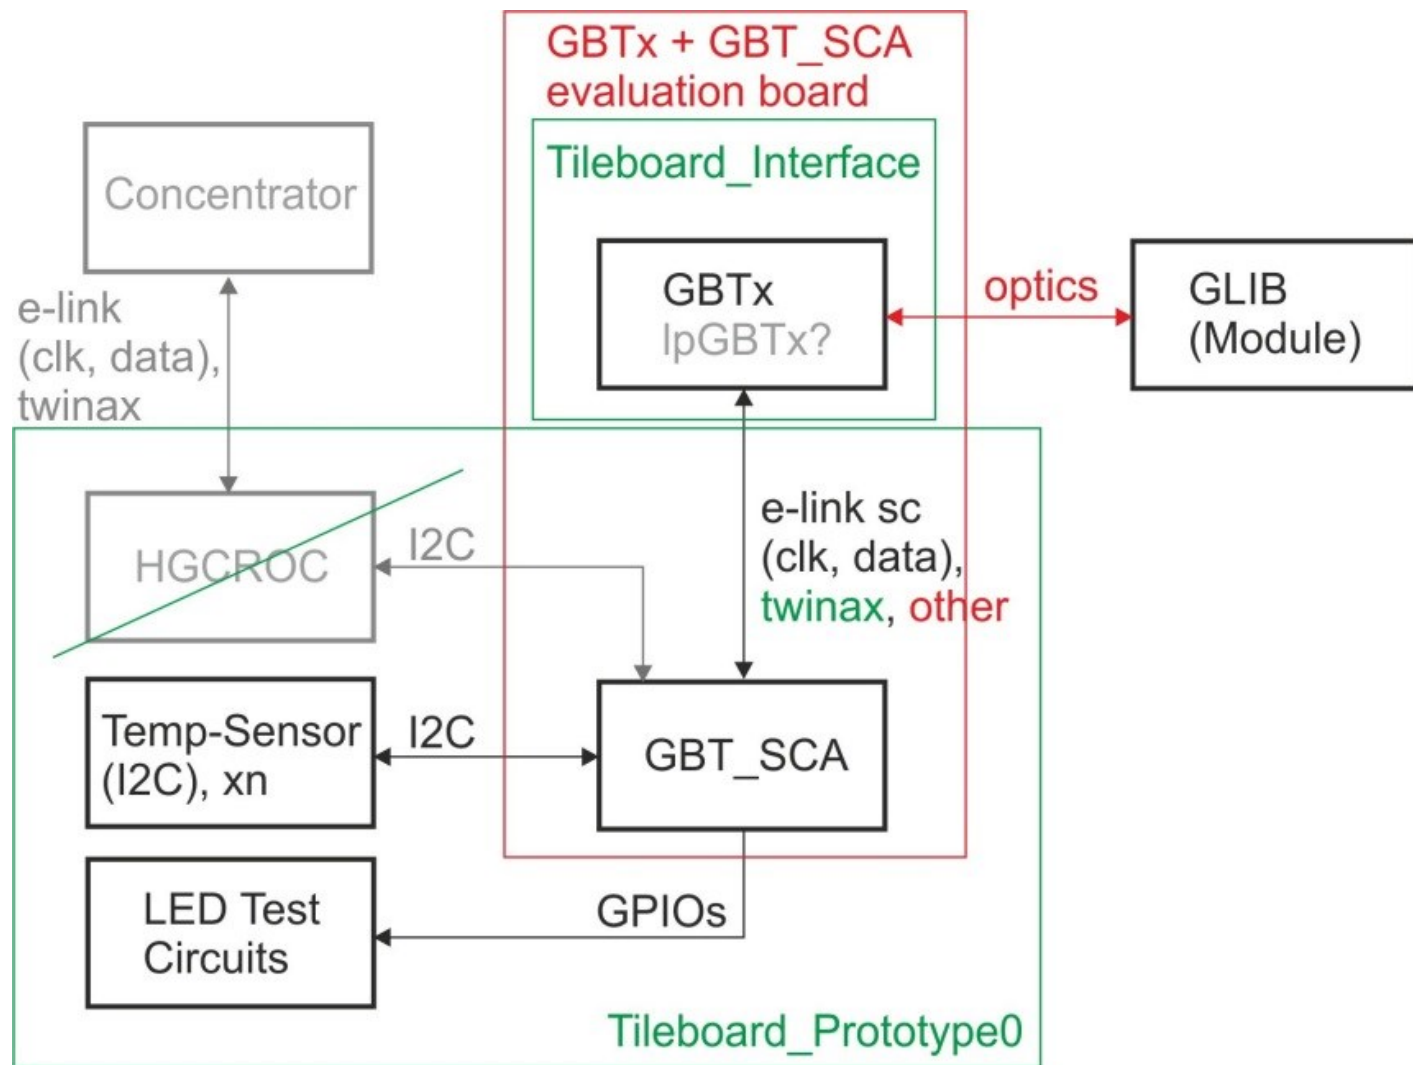 GBTx + GBT_SCA
evaluation board
Tileboard_Interface
Concentrator
GBTx
lpGBTx?
optics
GLIB
(Module)
e-link
(clk, data),
twinax
HGCROC
I2C
e-link sc
(clk, data),
twinax, other
Temp-Sensor
(I2C), xn
I2C
GBT_SCA
LED Test
Circuits
GPIOs
Tileboard_Prototype0